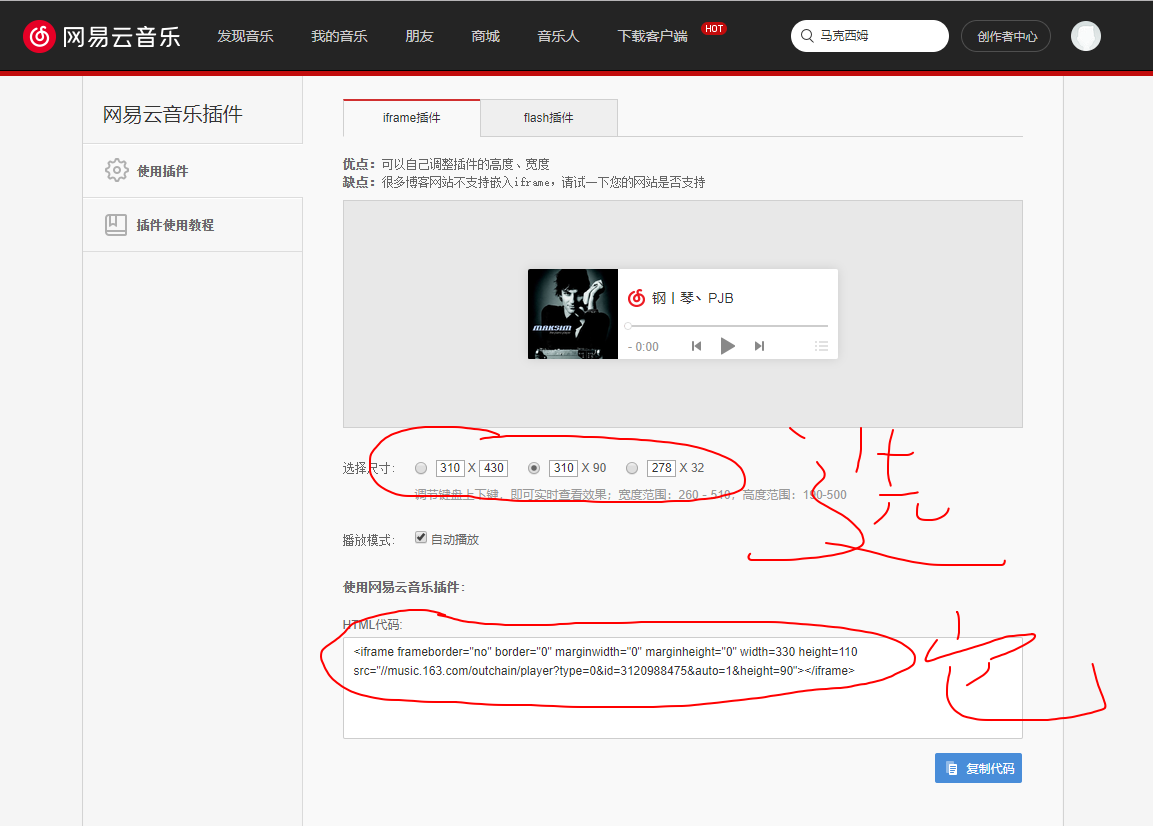 网易云音乐 发现音乐 我的音乐 朋友 商城 音乐人 下载客户端 HOT 马克西姆 创作者中心
网易云音乐插件
使用插件
插件使用教程
iframe插件 flash插件
优点：可以自己调整插件的高度、宽度
缺点：很多博客网站不支持嵌入iframe，请试一下您的网站是否支持
MAKSIM
钢丨琴丶PJB
- 0:00
选择尺寸： 310 X 430 310 X 90 278 X 32
调节键盘上下键，即可实时查看效果；宽度范围：260 - 510，高度范围：190-500
选
播放模式： 自动播放
使用网易云音乐插件：
HTML代码:
<iframe frameborder="no" border="0" marginwidth="0" marginheight="0" width=330 height=110
src="//music.163.com/outchain/player?type=0&id=3120988475&auto=1&height=90"></iframe>
它
复制代码